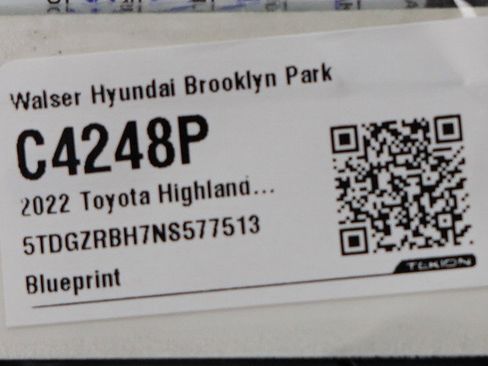 Walser Hyundai Brooklyn Park
C4248P
2022 Toyota Highland...
5TDGZRBH7NS577513
Blueprint
TEKION